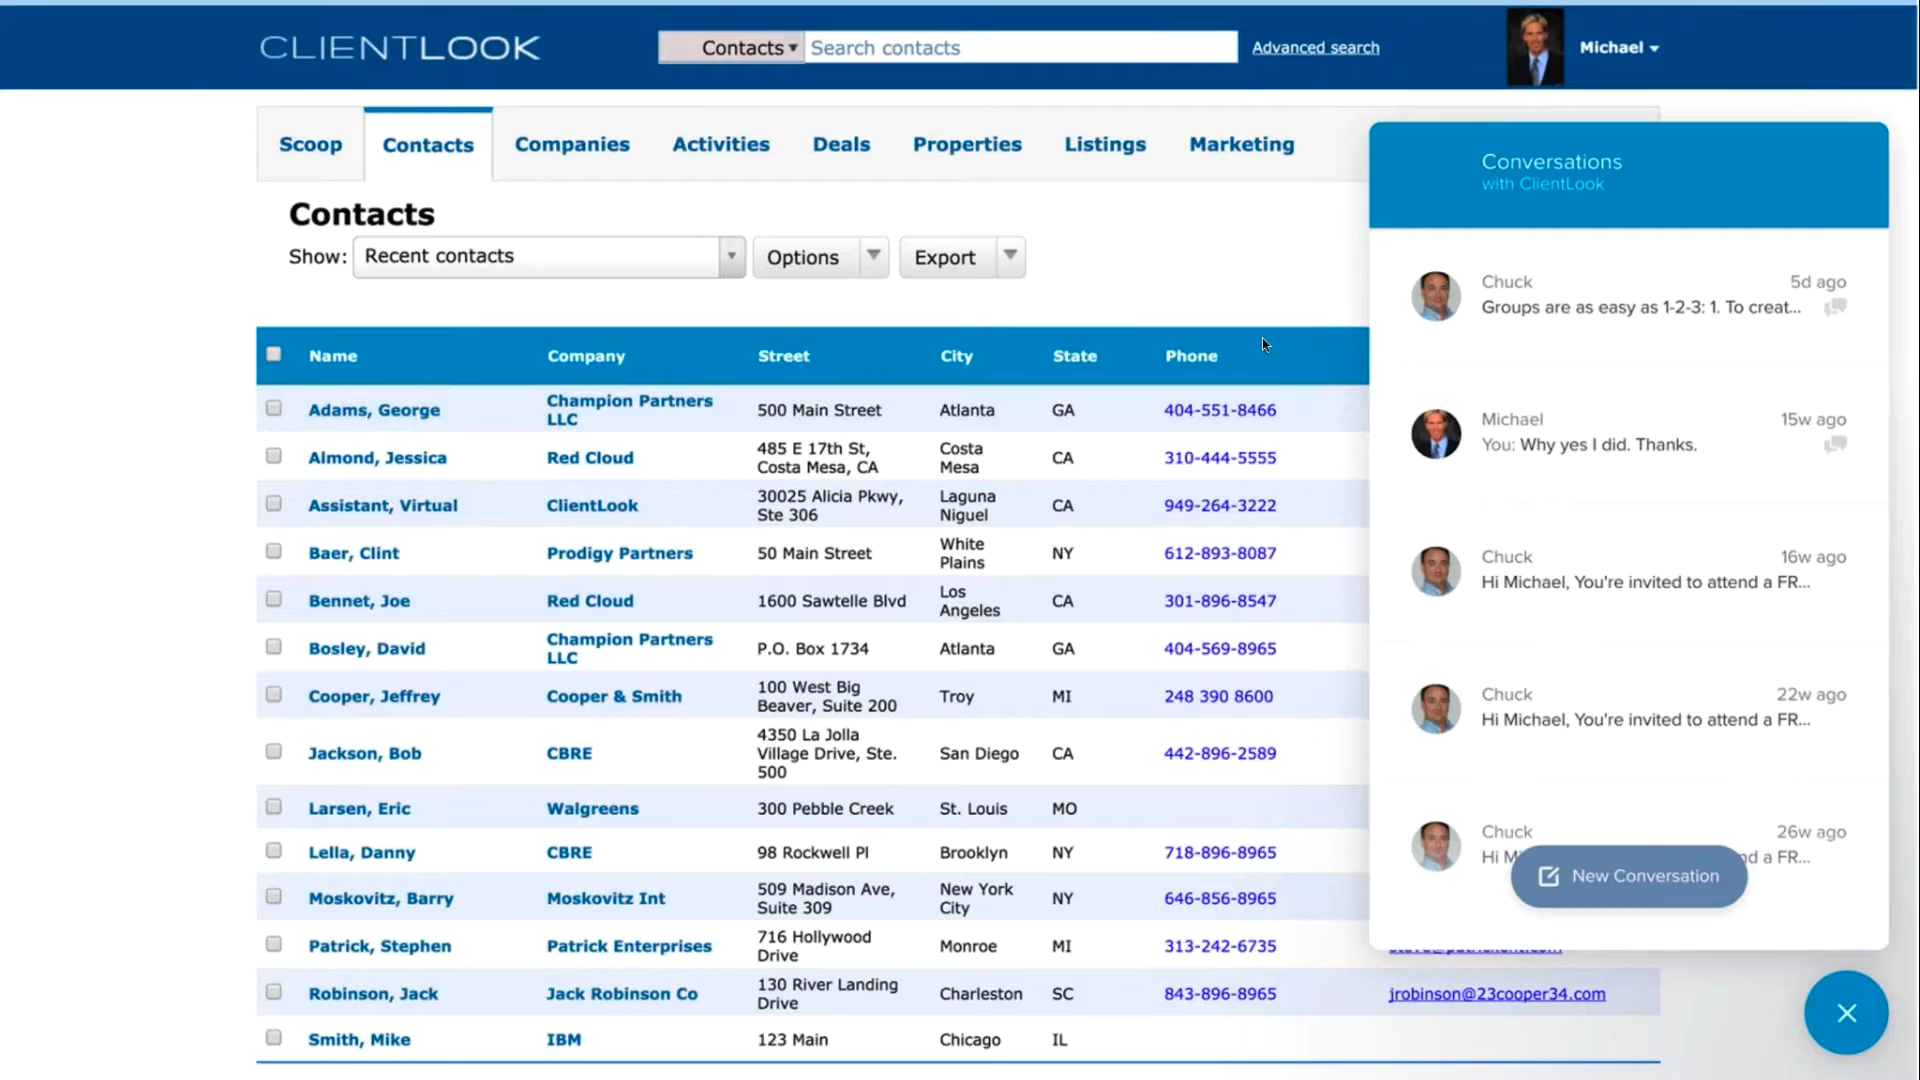 CLIENTLOOK
Contacts Search contacts
Advanced search
Michael
Scoop Contacts Companies Activities Deals Properties Listings Marketing
Contacts
Show: Recent contacts Options Export
Name Company Street City State Phone
Adams, George Champion Partners LLC 500 Main Street Atlanta GA 404-551-8466
Almond, Jessica Red Cloud 485 E 17th St, Costa Mesa, CA Costa Mesa CA 310-444-5555
Assistant, Virtual ClientLook 30025 Alicia Pkwy, Ste 306 Laguna Niguel CA 949-264-3222
Baer, Clint Prodigy Partners 50 Main Street White Plains NY 612-893-8087
Bennet, Joe Red Cloud 1600 Sawtelle Blvd Los Angeles CA 301-896-8547
Bosley, David Champion Partners LLC P.O. Box 1734 Atlanta GA 404-569-8965
Cooper, Jeffrey Cooper & Smith 100 West Big Beaver, Suite 200 Troy MI 248 390 8600
Jackson, Bob CBRE 4350 La Jolla Village Drive, Ste. 500 San Diego CA 442-896-2589
Larsen, Eric Walgreens 300 Pebble Creek St. Louis MO
Lella, Danny CBRE 98 Rockwell Pl Brooklyn NY 718-896-8965
Moskovitz, Barry Moskovitz Int 509 Madison Ave, Suite 309 New York City NY 646-856-8965
Patrick, Stephen Patrick Enterprises 716 Hollywood Drive Monroe MI 313-242-6735
Robinson, Jack Jack Robinson Co 130 River Landing Drive Charleston SC 843-896-8965 jrobinson@23cooper34.com
Smith, Mike IBM 123 Main Chicago IL
Conversations
with ClientLook
Chuck 5d ago
Groups are as easy as 1-2-3: 1. To creat...
Michael 15w ago
You: Why yes I did. Thanks.
Chuck 16w ago
Hi Michael, You're invited to attend a FR...
Chuck 22w ago
Hi Michael, You're invited to attend a FR...
Chuck 26w ago
Hi a FR...
New Conversation